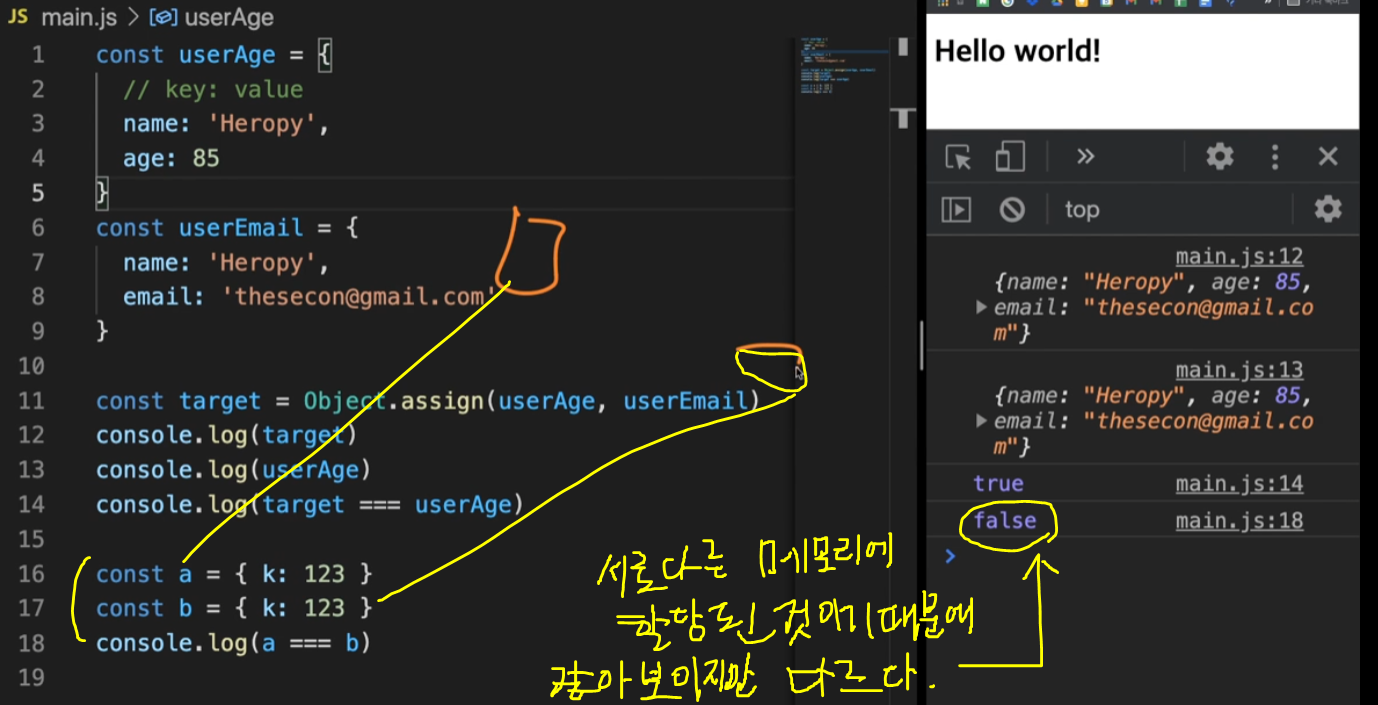 JS main.js > userAge
1 const userAge = {
2 // key: value
3 name: 'Heropy',
4 age: 85
5 }
6 const userEmail = {
7 name: 'Heropy',
8 email: 'thesecon@gmail.com'
9 }
10
11 const target = Object.assign(userAge, userEmail)
12 console.log(target)
13 console.log(userAge)
14 console.log(target === userAge)
15
16 const a = { k: 123 }
17 const b = { k: 123 }
18 console.log(a === b)
19
서로다른 메모리에
할당된것이기때문에
같아보이지만 다르다.
Hello world!
top
main.js:12
{name: "Heropy", age: 85,
email: "thesecon@gmail.co
m"}
main.js:13
{name: "Heropy", age: 85,
email: "thesecon@gmail.co
m"}
true main.js:14
false main.js:18